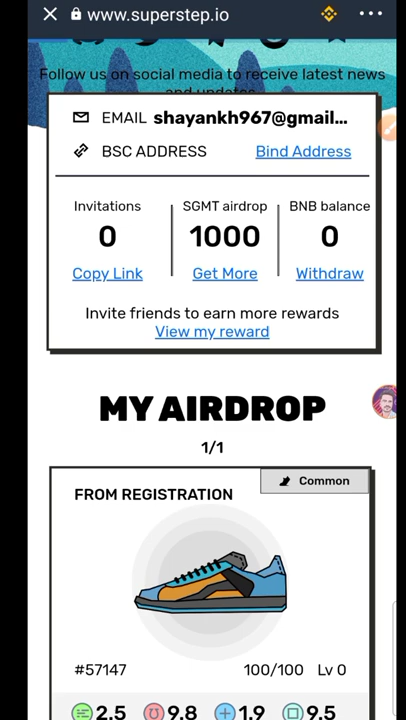 www.superstep.io
Follow us on social media to receive latest news
and updates
EMAIL shayankh967@gmail...
BSC ADDRESS Bind Address
Invitations SGMT airdrop BNB balance
0 1000 0
Copy Link Get More Withdraw
Invite friends to earn more rewards
View my reward
MY AIRDROP
1/1
Common
FROM REGISTRATION
#57147 100/100 Lv 0
2.5 9.8 1.9 9.5